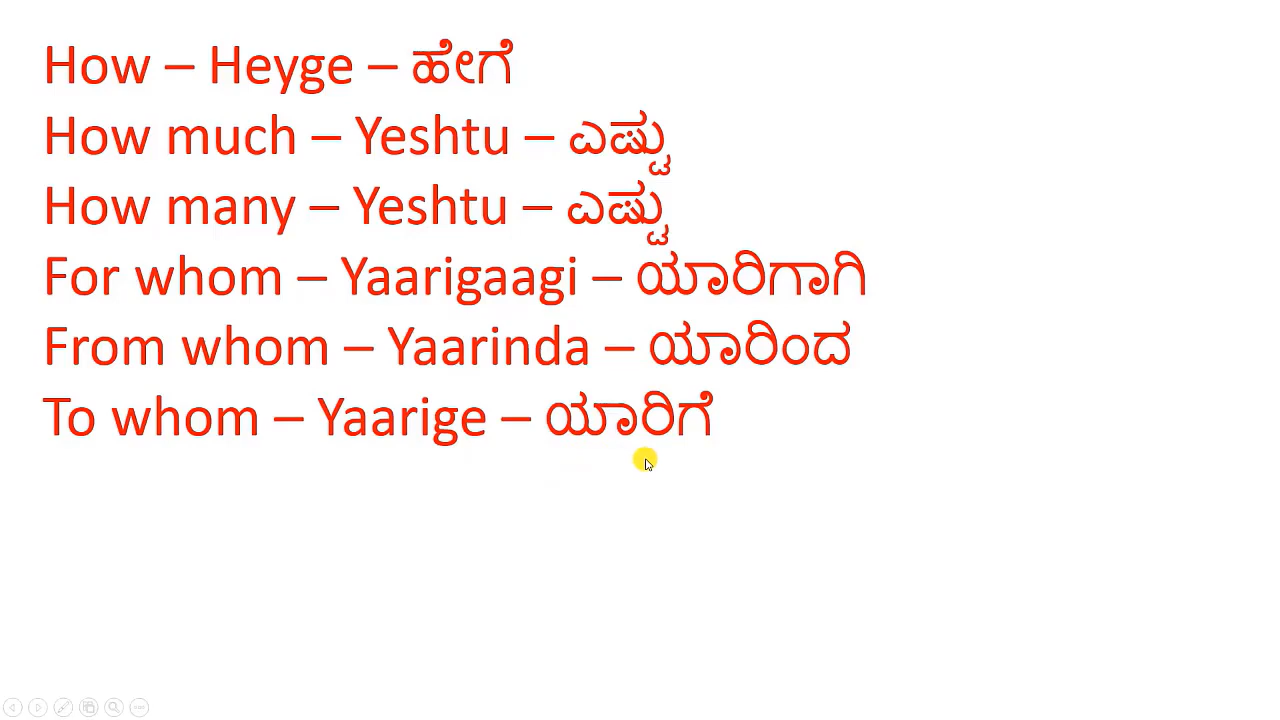 How – Heyge – ಹೇಗೆ
How much – Yeshtu – ಎಷ್ಟು
How many – Yeshtu – ಎಷ್ಟು
For whom – Yaarigaagi – ಯಾರಿಗಾಗಿ
From whom – Yaarinda – ಯಾರಿಂದ
To whom – Yaarige – ಯಾರಿಗೆ